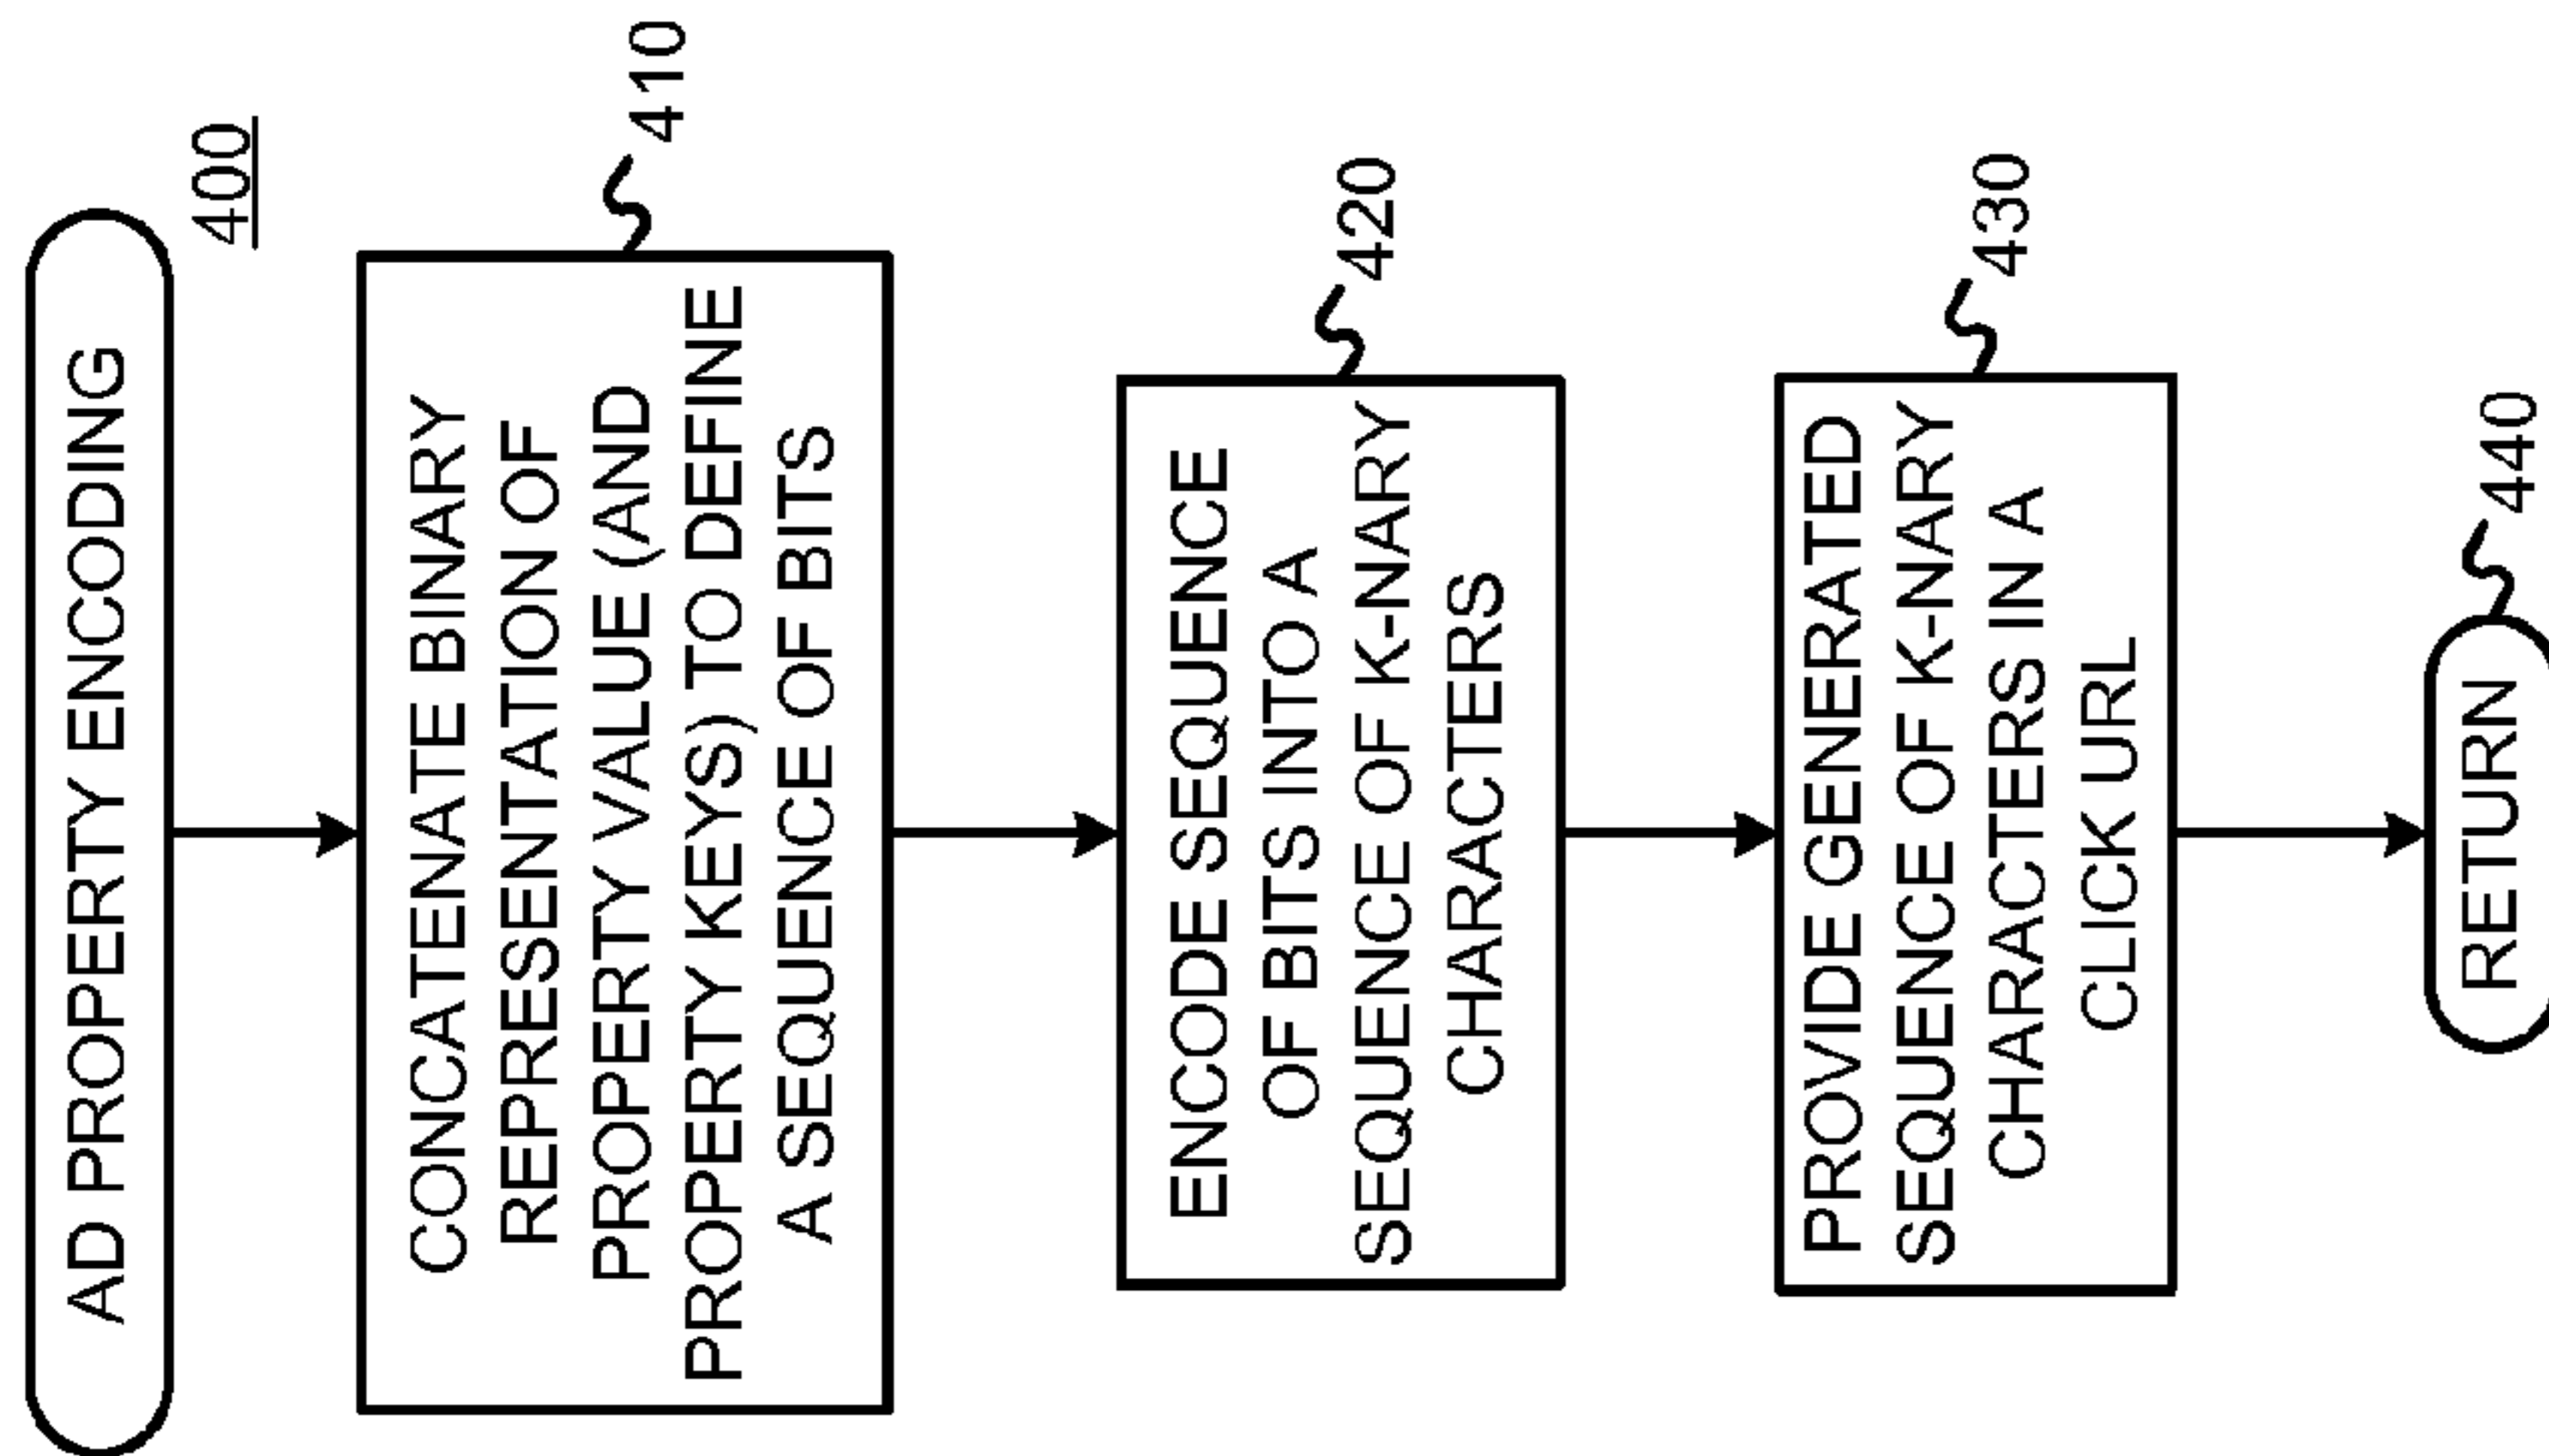 AD PROPERTY ENCODING
400
CONCATENATE BINARY
REPRESENTATION OF
PROPERTY VALUE (AND
PROPERTY KEYS) TO DEFINE
A SEQUENCE OF BITS
410
ENCODE SEQUENCE
OF BITS INTO A
SEQUENCE OF K-NARY
CHARACTERS
420
PROVIDE GENERATED
SEQUENCE OF K-NARY
CHARACTERS IN A
CLICK URL
430
RETURN
440